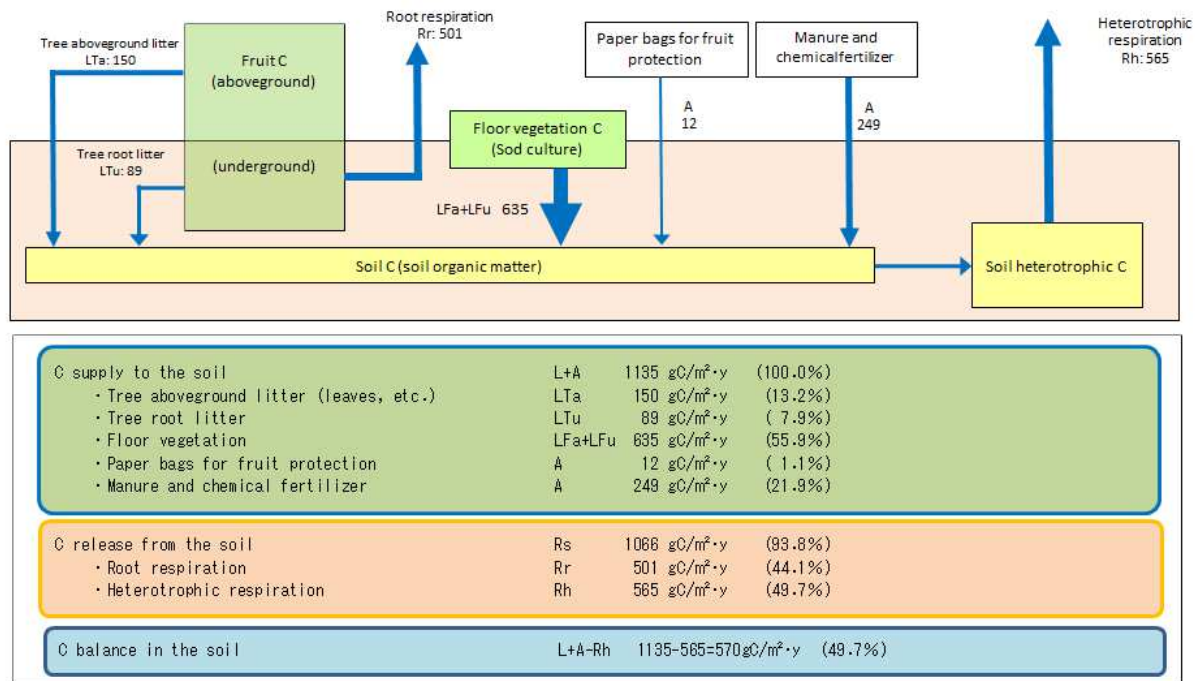 Root respiration
Rr: 501
Tree aboveground litter
LTa: 150
Fruit C
(aboveground)
Paper bags for fruit
protection
Manure and
chemicalfertilizer
Heterotrophic
respiration
Rh: 565
A
12
A
249
Floor vegetation C
(Sod culture)
Tree root litter
LTu: 89
(underground)
LFa+LFu 635
Soil C (soil organic matter)
Soil heterotrophic C
C supply to the soil L+A 1135 gC/m²·y (100.0%)
・Tree aboveground litter (leaves, etc.) LTa 150 gC/m²·y (13.2%)
・Tree root litter LTu 89 gC/m²·y ( 7.9%)
・Floor vegetation LFa+LFu 635 gC/m²·y (55.9%)
・Paper bags for fruit protection A 12 gC/m²·y ( 1.1%)
・Manure and chemical fertilizer A 249 gC/m²·y (21.9%)
C release from the soil Rs 1066 gC/m²·y (93.8%)
・Root respiration Rr 501 gC/m²·y (44.1%)
・Heterotrophic respiration Rh 565 gC/m²·y (49.7%)
C balance in the soil L+A-Rh 1135-565=570gC/m²·y (49.7%)